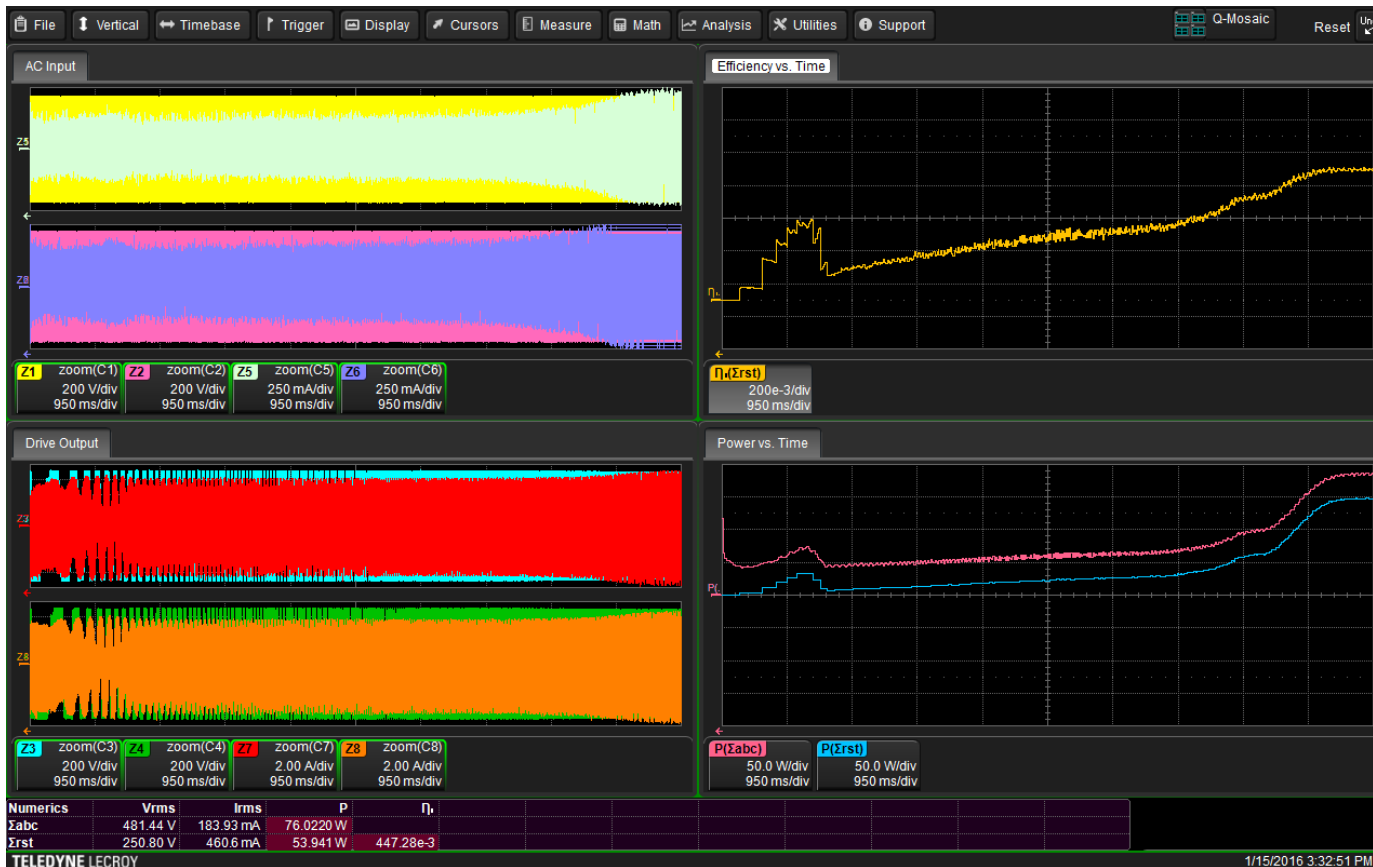 File Vertical Timebase Trigger Display Cursors Measure Math Analysis Utilities Support Q-Mosaic Reset Un
AC Input
Z5
Z6
Z1 zoom(C1) Z2 zoom(C2) Z5 zoom(C5) Z6 zoom(C6)
200 V/div 200 V/div 250 mA/div 250 mA/div
950 ms/div 950 ms/div 950 ms/div 950 ms/div
Efficiency vs. Time
η(Σrst)
200e-3/div
950 ms/div
Drive Output
Z3
Z8
Z3 zoom(C3) Z4 zoom(C4) Z7 zoom(C7) Z8 zoom(C8)
200 V/div 200 V/div 2.00 A/div 2.00 A/div
950 ms/div 950 ms/div 950 ms/div 950 ms/div
Power vs. Time
P(
P(Σabc) P(Σrst)
50.0 W/div 50.0 W/div
950 ms/div 950 ms/div
Numerics Vrms Irms P η
Σabc 481.44 V 183.93 mA 76.0220 W
Σrst 250.80 V 460.6 mA 53.941 W 447.28e-3
TELEDYNE LECROY 1/15/2016 3:32:51 PM